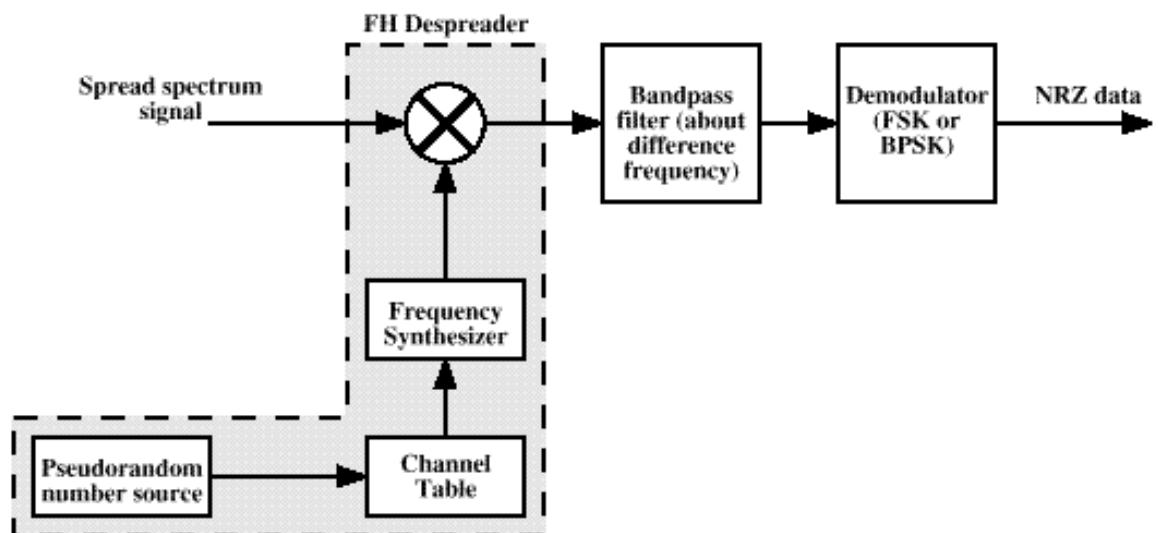 FH Despreader
Spread spectrum
signal
Bandpass
filter (about
difference
frequency)
Demodulator
(FSK or
BPSK)
NRZ data
Frequency
Synthesizer
Pseudorandom
number source
Channel
Table